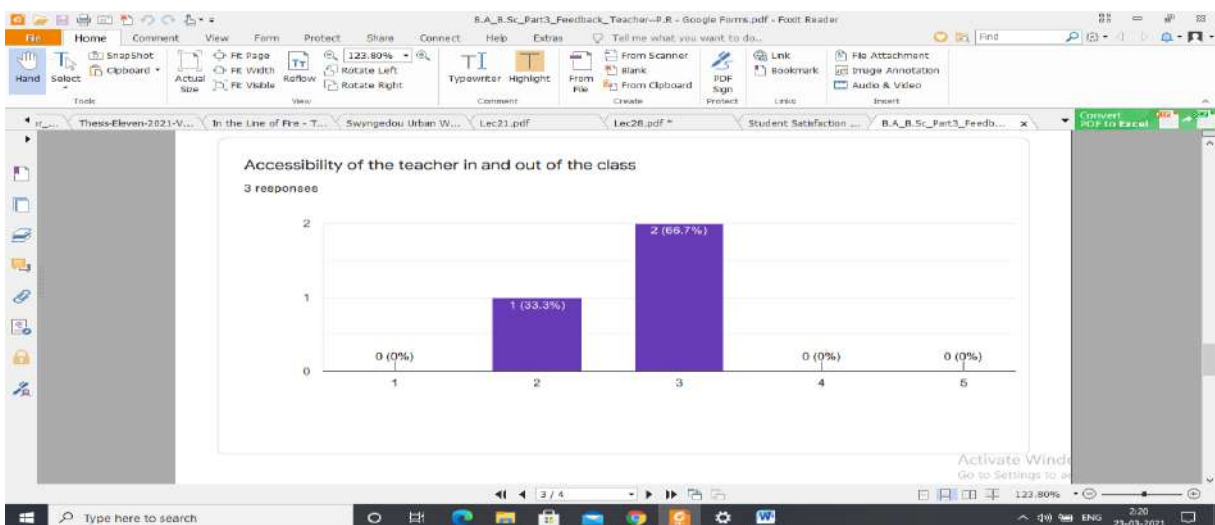 B.A_B.Sc_Part3_Feedback_Teacher--P.R - Google Forms.pdf - Foxit Reader
File Home Comment View Form Protect Share Connect Help Extras Tell me what you want to do... Find
Hand
Select
SnapShot
Clipboard
Actual Size
Fit Page
Fit Width
Fit Visible
Reflow
123.80%
Rotate Left
Rotate Right
Typewriter
Highlight
From File
From Scanner
Blank
From Clipboard
PDF Sign
Link
Bookmark
File Attachment
Image Annotation
Audio & Video
Tools View Comment Create Protect Links Insert
Thesis-Eleven-2021-V... In the Line of Fire - T... Swyngedou Urban W... Lec21.pdf Lec28.pdf * Student Satisfaction ... B.A_B.Sc_Part3_Feedb... x
Convert
PDF to Excel
Accessibility of the teacher in and out of the class
3 responses
2
1
0
0 (0%)
1 (33.3%)
2 (66.7%)
0 (0%)
0 (0%)
1 2 3 4 5
Activate Windo
Go to Settings to a
3 / 4
123.80%
Type here to search
ENG
2:20
23-03-2021